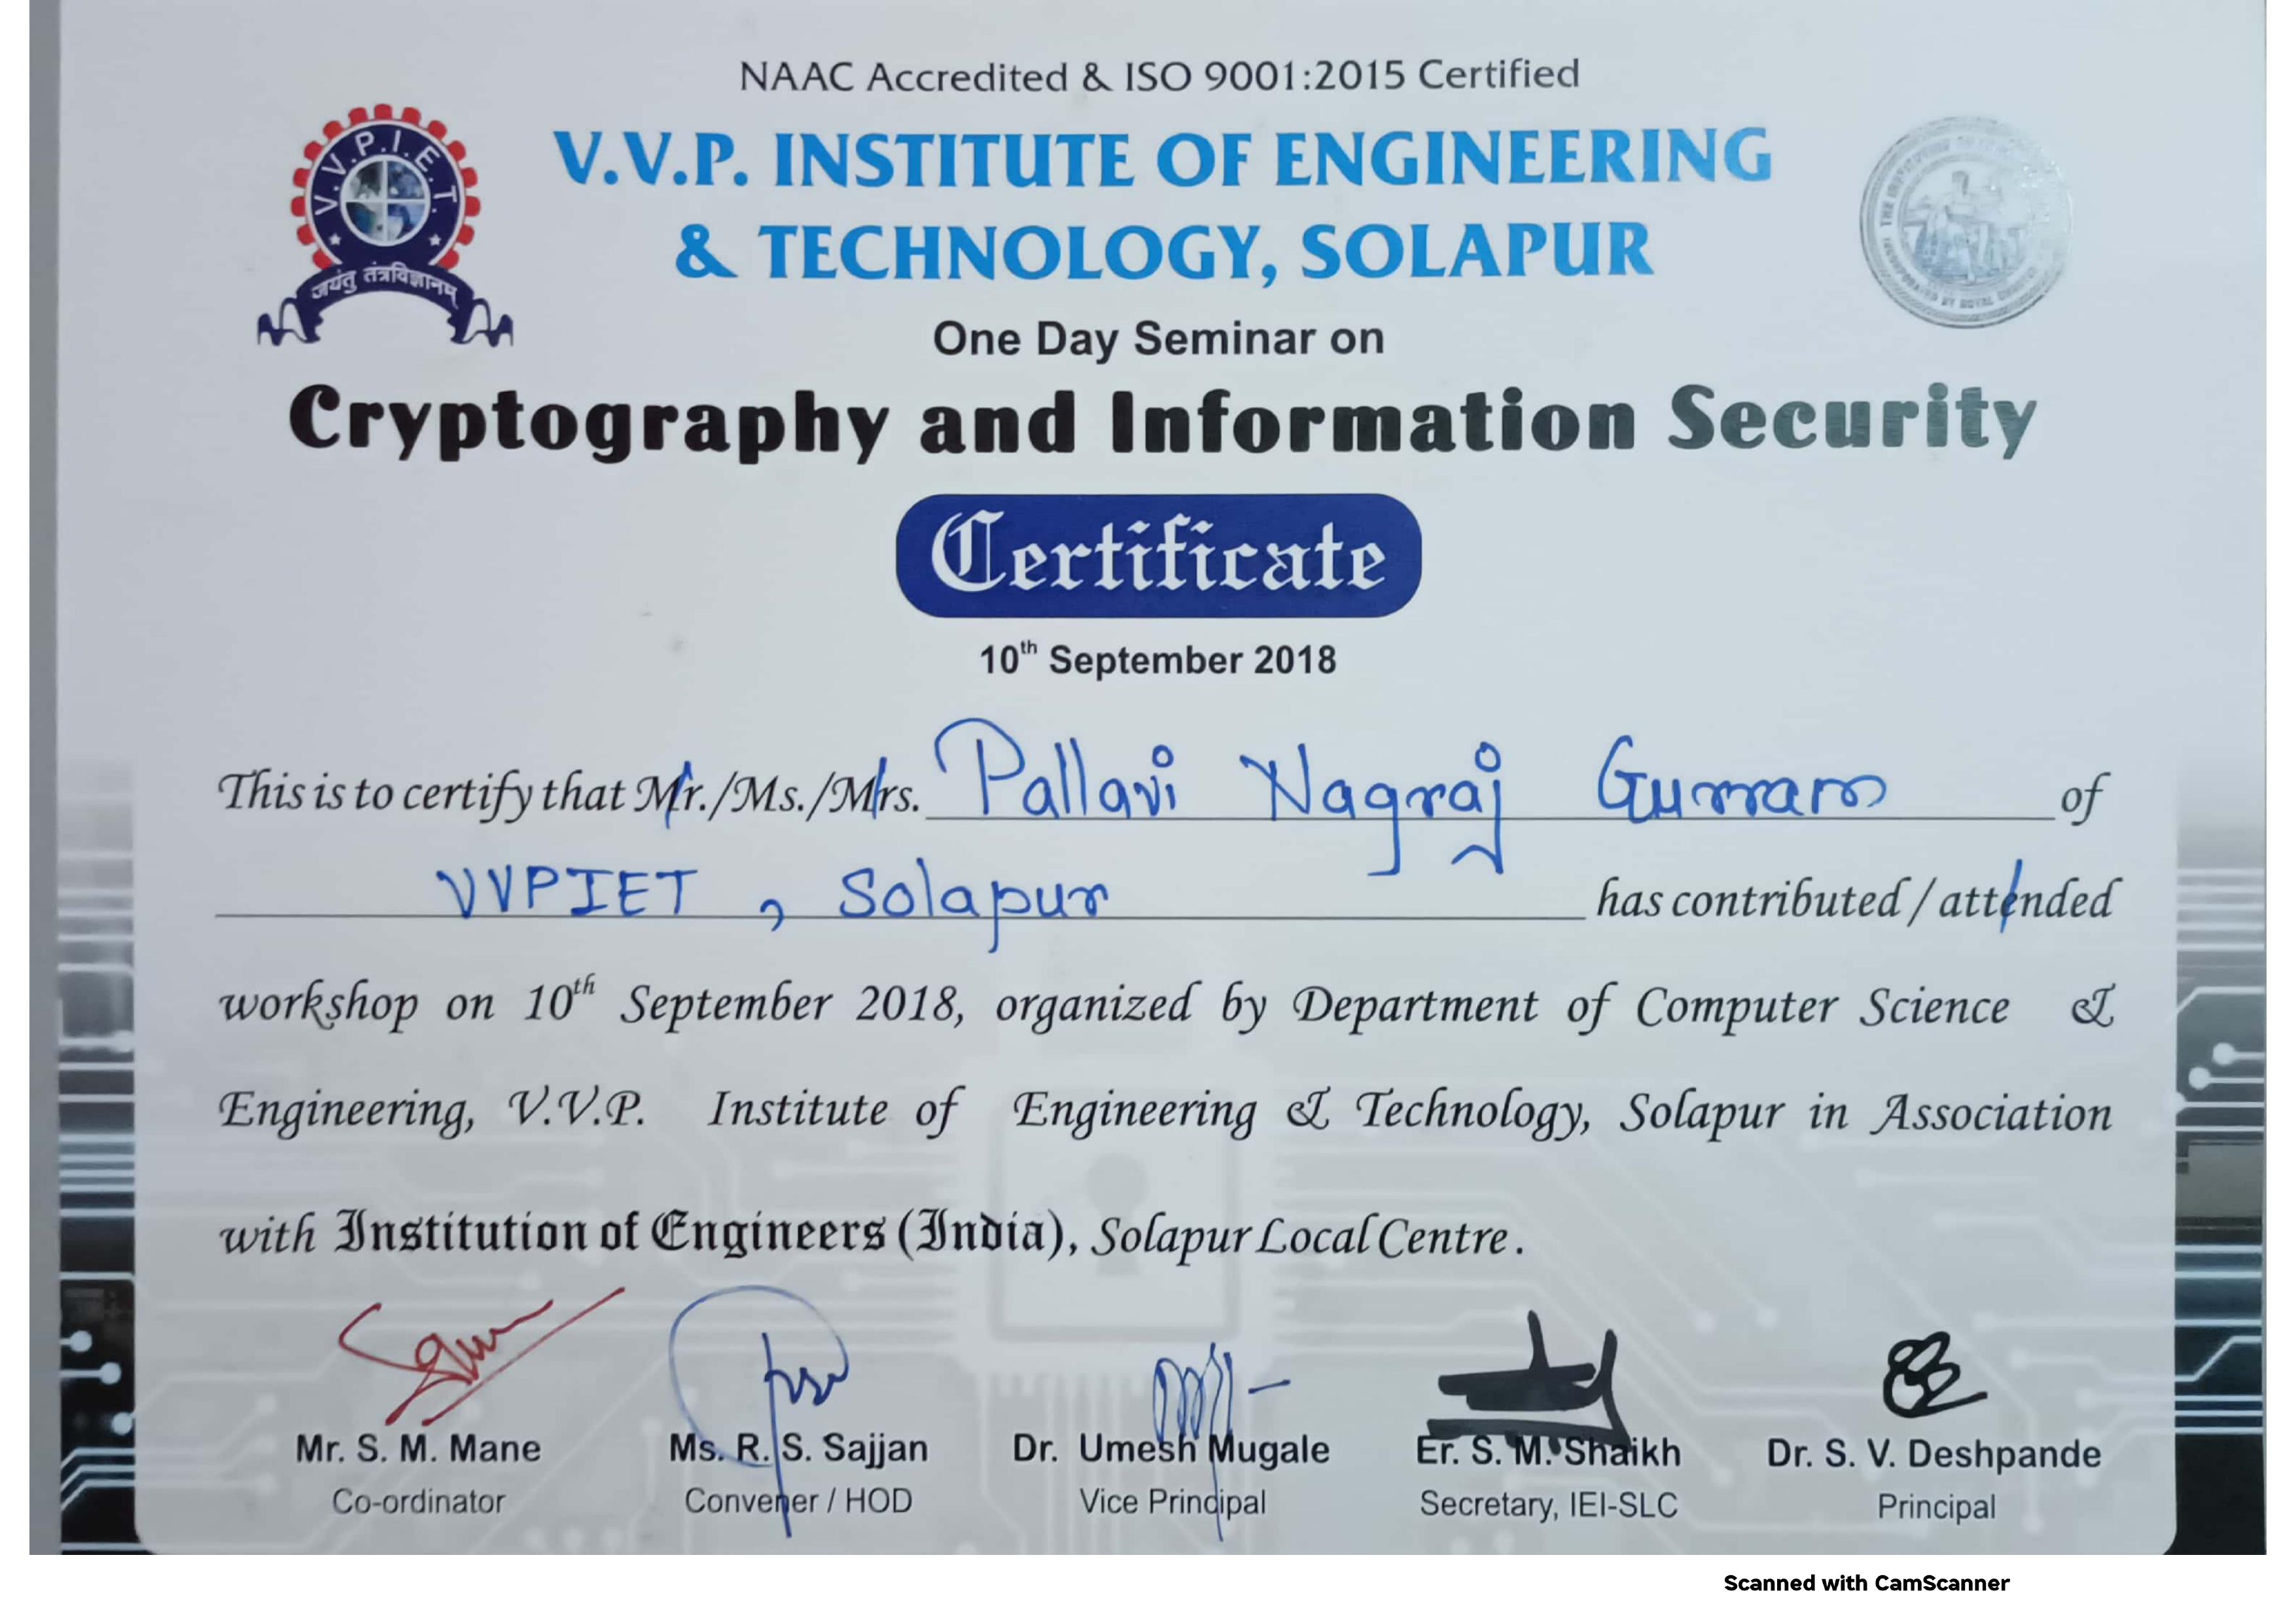 NAAC Accredited & ISO 9001:2015 Certified
V.V.P.I.E.T.
जयंतु तंत्रविज्ञानम्
V.V.P. INSTITUTE OF ENGINEERING
& TECHNOLOGY, SOLAPUR
One Day Seminar on
Cryptography and Information Security
Certificate
10th September 2018
This is to certify that Mr./Ms./Mrs. Pallavi Nagraj Gurram of
VVPIET, Solapur has contributed / attended
workshop on 10th September 2018, organized by Department of Computer Science &
Engineering, V.V.P. Institute of Engineering & Technology, Solapur in Association
with Institution of Engineers (India), Solapur Local Centre.
Mr. S. M. Mane Ms. R. S. Sajjan Dr. Umesh Mugale Er. S. M. Shaikh Dr. S. V. Deshpande
Co-ordinator Convener / HOD Vice Principal Secretary, IEI-SLC Principal
Scanned with CamScanner